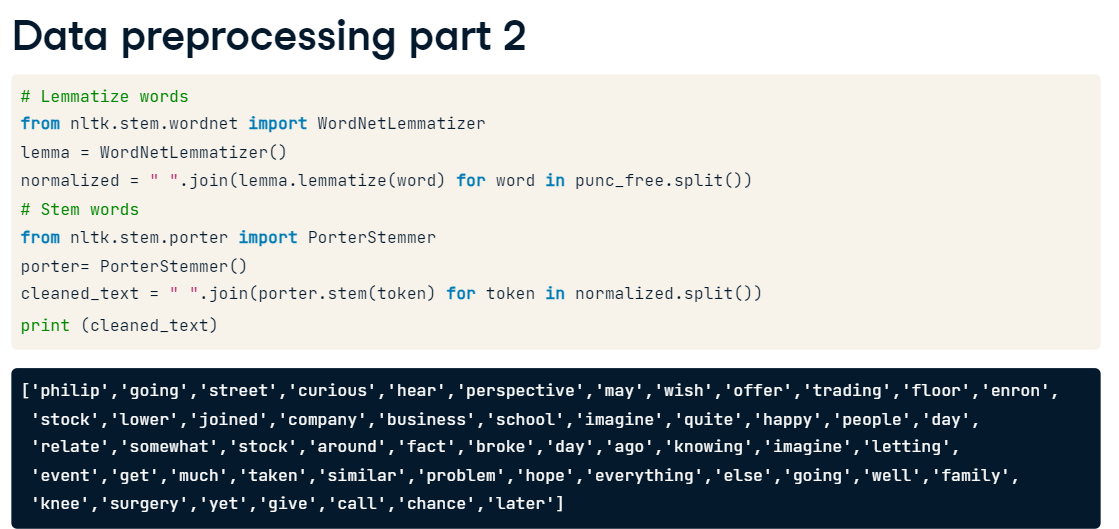 Data preprocessing part 2
# Lemmatize words
from nltk.stem.wordnet import WordNetLemmatizer
lemma = WordNetLemmatizer()
normalized = " ".join(lemma.lemmatize(word) for word in punc_free.split())
# Stem words
from nltk.stem.porter import PorterStemmer
porter= PorterStemmer()
cleaned_text = " ".join(porter.stem(token) for token in normalized.split())
print (cleaned_text)
['philip','going','street','curious','hear','perspective','may','wish','offer','trading','floor','enron',
'stock','lower','joined','company','business','school','imagine','quite','happy','people','day',
'relate','somewhat','stock','around','fact','broke','day','ago','knowing','imagine','letting',
'event','get','much','taken','similar','problem','hope','everything','else','going','well','family',
'knee','surgery','yet','give','call','chance','later']